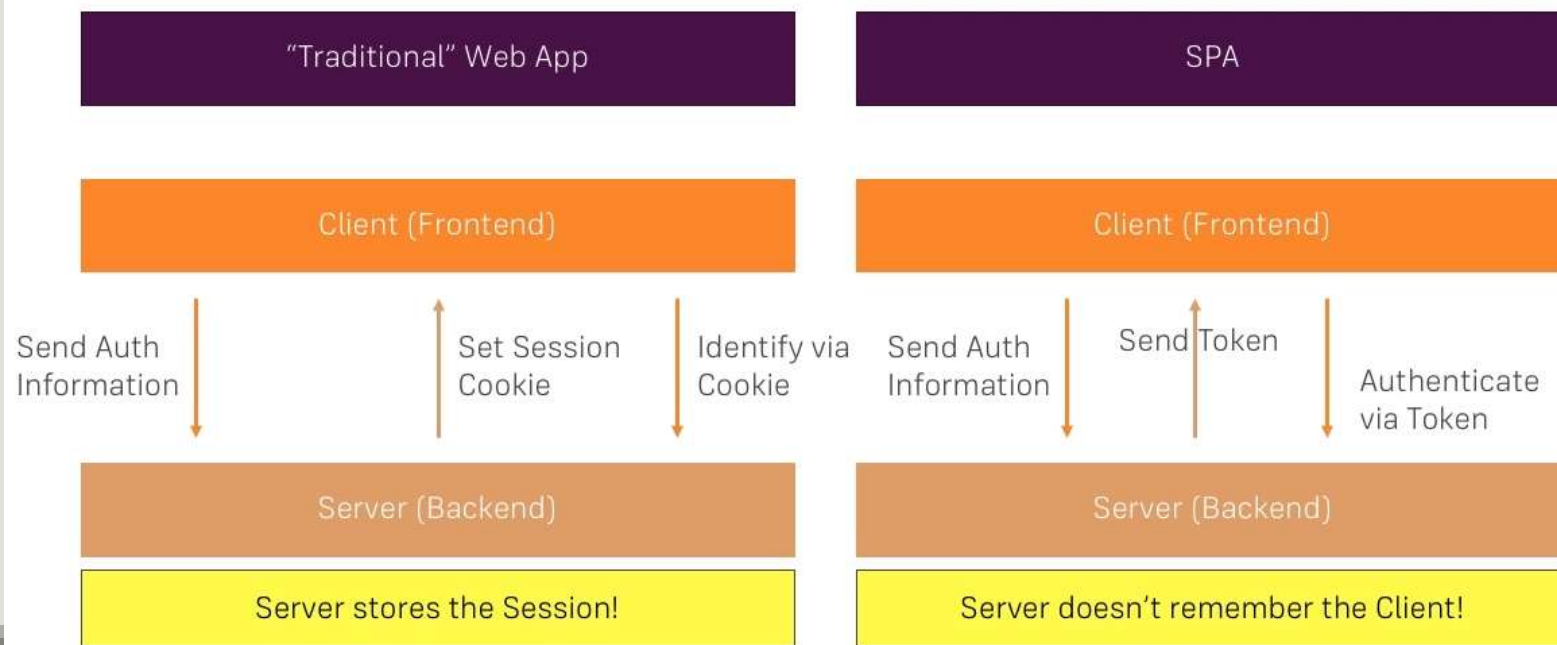 “Traditional” Web App
SPA
Client (Frontend)
Client (Frontend)
Send Auth
Information
Set Session
Cookie
Identify via
Cookie
Send Auth
Information
Send Token
Authenticate
via Token
Server (Backend)
Server (Backend)
Server stores the Session!
Server doesn’t remember the Client!